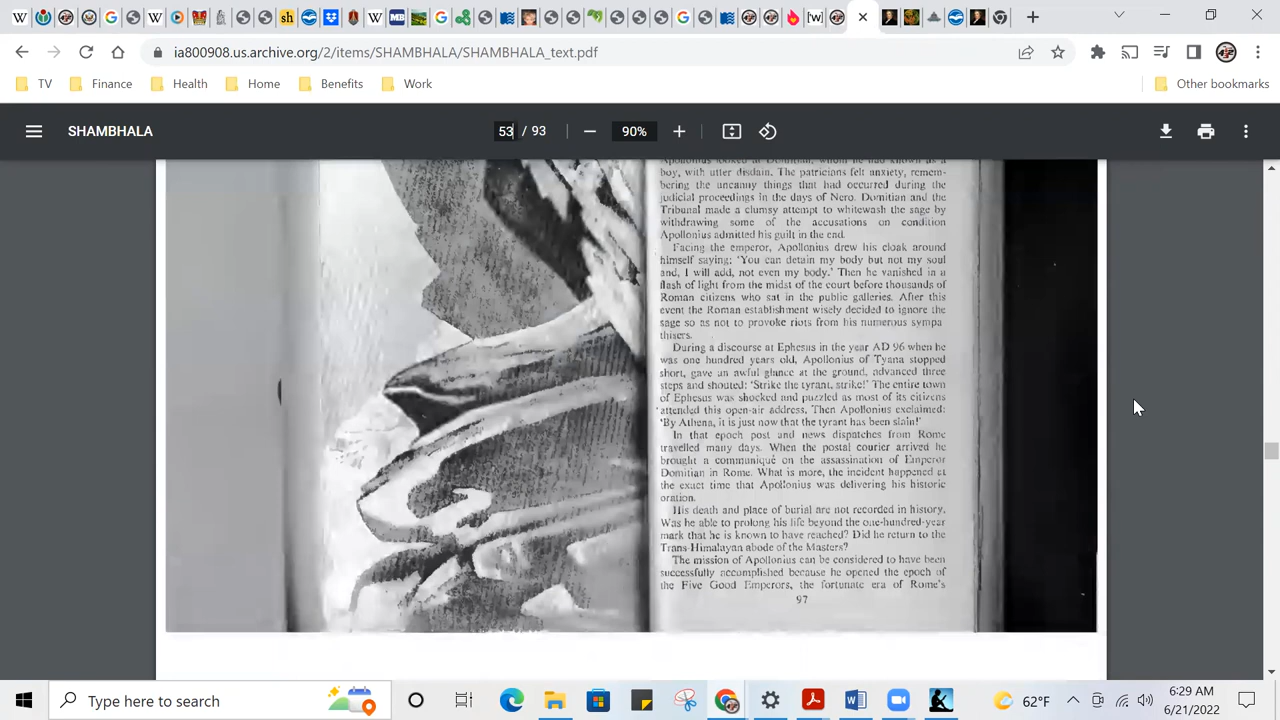 ia800908.us.archive.org/2/items/SHAMBHALA/SHAMBHALA_text.pdf
TV
Finance
Health
Home
Benefits
Work
Other bookmarks
SHAMBHALA
53 / 93
90%
Apollonius looked at Domitian, whom he had known as a
boy, with utter disdain. The patricians felt anxiety, remem-
bering the uncanny things that had occurred during the
judicial proceedings in the days of Nero. Domitian and the
Tribunal made a clumsy attempt to whitewash the sage by
withdrawing some of the accusations on condition
Apollonius admitted his guilt in the end.
Facing the emperor, Apollonius drew his cloak around
himself saying: 'You can detain my body but not my soul
and, I will add, not even my body.' Then he vanished in a
flash of light from the midst of the court before thousands of
Roman citizens who sat in the public galleries. After this
event the Roman establishment wisely decided to ignore the
sage so as not to provoke riots from his numerous sympa-
thisers.
During a discourse at Ephesus in the year AD 96 when he
was one hundred years old, Apollonius of Tyana stopped
short, gave an awful glance at the ground, advanced three
steps and shouted: 'Strike the tyrant, strike!' The entire town
of Ephesus was shocked and puzzled as most of its citizens
attended this open-air address. Then Apollonius exclaimed:
'By Athena, it is just now that the tyrant has been slain!'
In that epoch post and news dispatches from Rome
travelled many days. When the postal courier arrived he
brought a communiqué on the assassination of Emperor
Domitian in Rome. What is more, the incident happened at
the exact time that Apollonius was delivering his historic
oration.
His death and place of burial are not recorded in history.
Was he able to prolong his life beyond the one-hundred-year
mark that he is known to have reached? Did he return to the
Trans-Himalayan abode of the Masters?
The mission of Apollonius can be considered to have been
successfully accomplished because he opened the epoch of
the Five Good Emperors, the fortunate era of Rome's
97
Type here to search
62°F
6:29 AM
6/21/2022